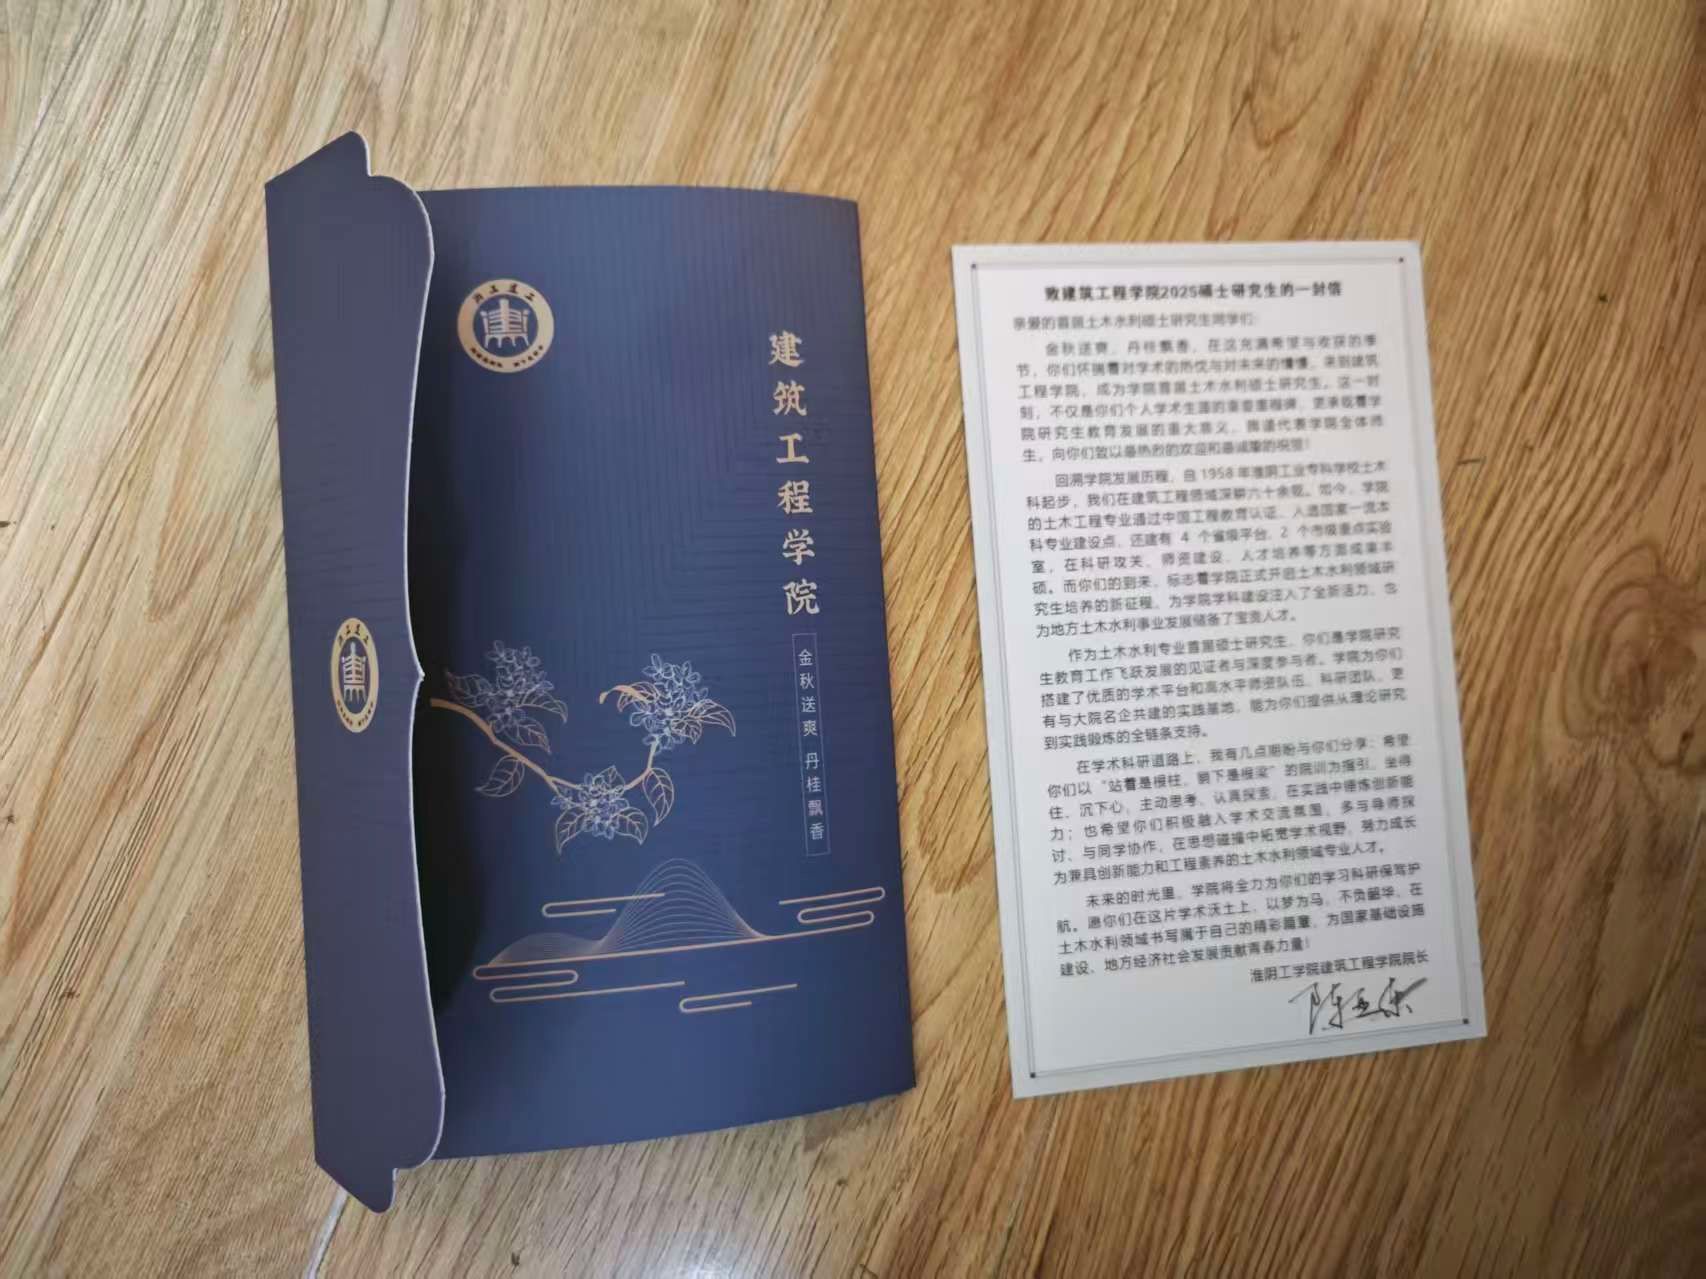 淮工建工
建筑工程学院
金秋送爽 丹桂飘香
淮工建工
致建筑工程学院2025硕士研究生的一封信
亲爱的首届土木水利硕士研究生同学们：
金秋送爽，丹桂飘香，在这充满希望与收获的季
节，你们怀揣着对学术的热忱与对未来的憧憬，来到建筑
工程学院，成为学院首届土木水利硕士研究生。这一时
刻，不仅是你们个人学术生涯的重要里程碑，更承载着学
院研究生教育发展的重大意义。谨代表学院全体师
生，向你们致以最热烈的欢迎和最诚挚的祝贺！
回溯学院发展历程，自1958年淮阴工业专科学校土木
科起步，我们在建筑工程领域深耕六十余载。如今，学院
的土木工程专业通过中国工程教育认证，入选国家一流本
科专业建设点，还建有 4 个省级平台、2 个市级重点实验
室，在科研攻关、师资建设、人才培养等方面成果丰
硕。而你们的到来，标志着学院正式开启土木水利领域研
究生培养的新征程，为学院学科建设注入了全新活力，也
为地方土木水利事业发展储备了宝贵人才。
作为土木水利专业首届硕士研究生，你们是学院研究
生教育工作飞跃发展的见证者与深度参与者。学院为你们
搭建了优质的学术平台和高水平师资队伍、科研团队，更
有与大院名企共建的实践基地，能为你们提供从理论研究
到实践锻炼的全链条支持。
在学术科研道路上，我有几点期盼与你们分享：希望
你们以“站着是根柱，躺下是根梁”的院训为指引，坐得
住、沉下心，主动思考、认真探索，在实践中锤炼创新能
力；也希望你们积极融入学术交流氛围，多与导师探
讨、与同学协作，在思想碰撞中拓宽学术视野，努力成长
为兼具创新能力和工程素养的土木水利领域专业人才。
未来的时光里，学院将全力为你们的学习科研保驾护
航。愿你们在这片学术沃土上，以梦为马，不负韶华，在
土木水利领域书写属于自己的精彩篇章，为国家基础设施
建设、地方经济社会发展贡献青春力量！
淮阴工学院建筑工程学院院长